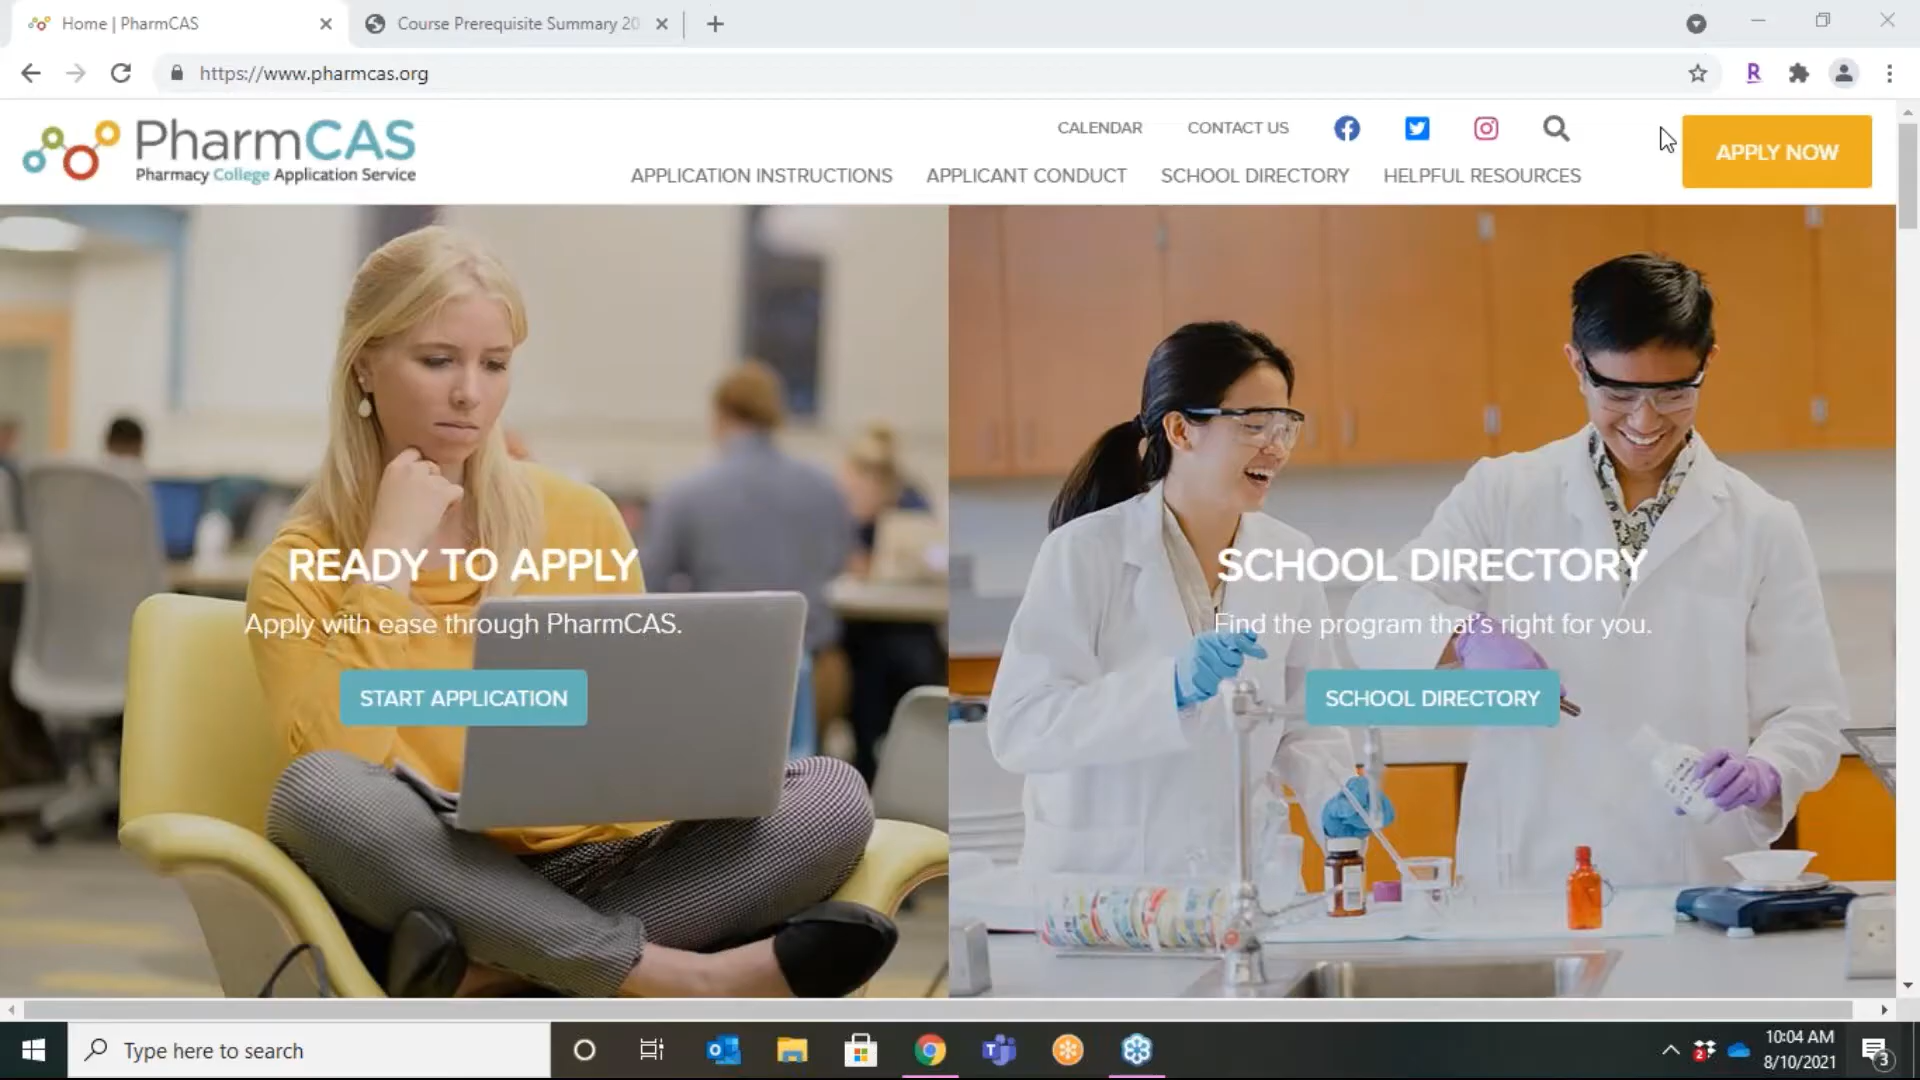 Home | PharmCAS
Course Prerequisite Summary 20
https://www.pharmcas.org
R
PharmCAS
Pharmacy College Application Service
CALENDAR
CONTACT US
APPLICATION INSTRUCTIONS
APPLICANT CONDUCT
SCHOOL DIRECTORY
HELPFUL RESOURCES
APPLY NOW
READY TO APPLY
Apply with ease through PharmCAS.
START APPLICATION
SCHOOL DIRECTORY
Find the program that's right for you.
SCHOOL DIRECTORY
Type here to search
2
10:04 AM
8/10/2021
3